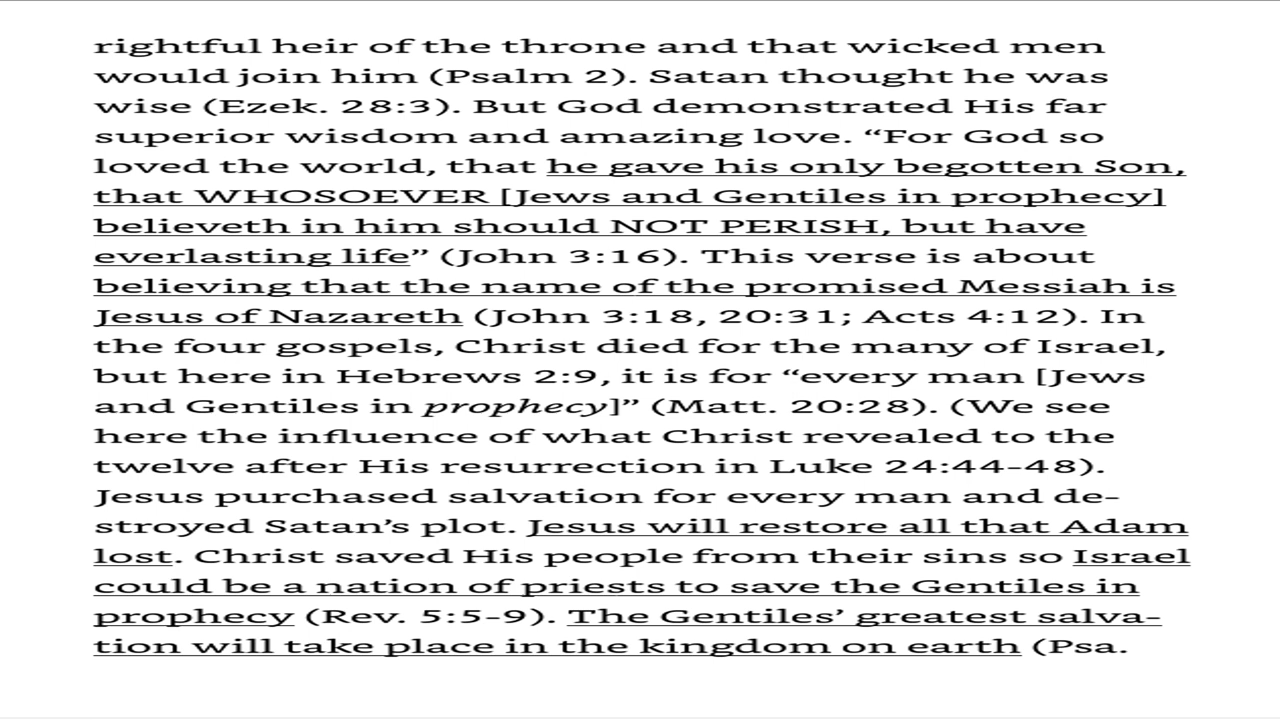 rightful heir of the throne and that wicked men
would join him (Psalm 2). Satan thought he was
wise (Ezek. 28:3). But God demonstrated His far
superior wisdom and amazing love. “For God so
loved the world, that he gave his only begotten Son,
that WHOSOEVER [Jews and Gentiles in prophecy]
believeth in him should NOT PERISH, but have
everlasting life” (John 3:16). This verse is about
believing that the name of the promised Messiah is
Jesus of Nazareth (John 3:18, 20:31; Acts 4:12). In
the four gospels, Christ died for the many of Israel,
but here in Hebrews 2:9, it is for “every man [Jews
and Gentiles in prophecy]” (Matt. 20:28). (We see
here the influence of what Christ revealed to the
twelve after His resurrection in Luke 24:44-48).
Jesus purchased salvation for every man and de-
stroyed Satan’s plot. Jesus will restore all that Adam
lost. Christ saved His people from their sins so Israel
could be a nation of priests to save the Gentiles in
prophecy (Rev. 5:5-9). The Gentiles’ greatest salva-
tion will take place in the kingdom on earth (Psa.